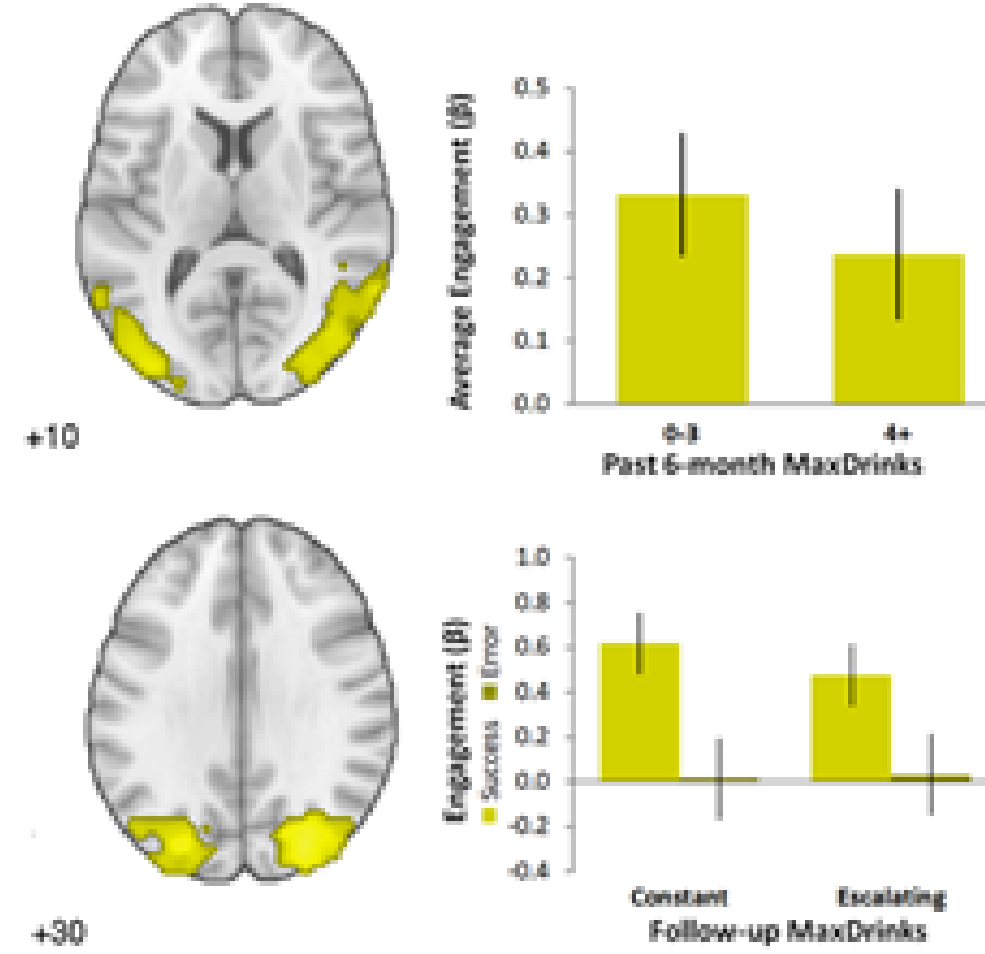 0.5
0.4
0.3
0.2
0.1
0.0
Average Engagement (β)
0-3
4+
Past 6-month MaxDrinks
+10
1.0
0.8
0.6
0.4
0.2
0.0
-0.2
-0.4
Engagement (β)
Success Error
Constant
Escalating
Follow-up MaxDrinks
+30